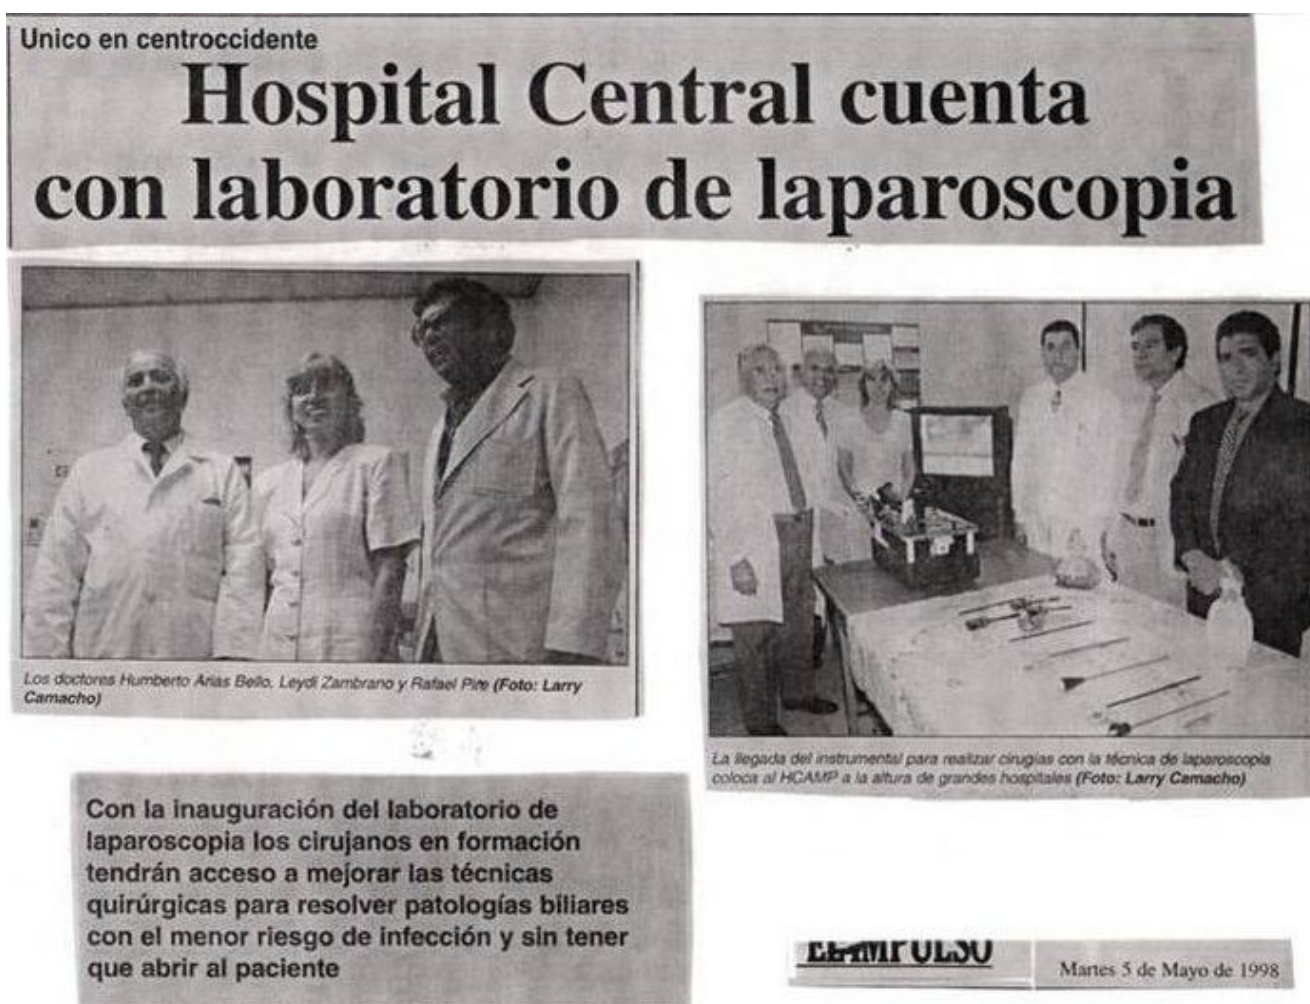 Unico en centroccidente
Hospital Central cuenta
con laboratorio de laparoscopia
Los doctores Humberto Arias Bello, Leydi Zambrano y Rafael Pire (Foto: Larry
Camacho)
La llegada del instrumental para realizar cirugías con la técnica de laparoscopia
coloca al HCAMP a la altura de grandes hospitales (Foto: Larry Camacho)
Con la inauguración del laboratorio de
laparoscopia los cirujanos en formación
tendrán acceso a mejorar las técnicas
quirúrgicas para resolver patologías biliares
con el menor riesgo de infección y sin tener
que abrir al paciente
EL IMPULSO
Martes 5 de Mayo de 1998